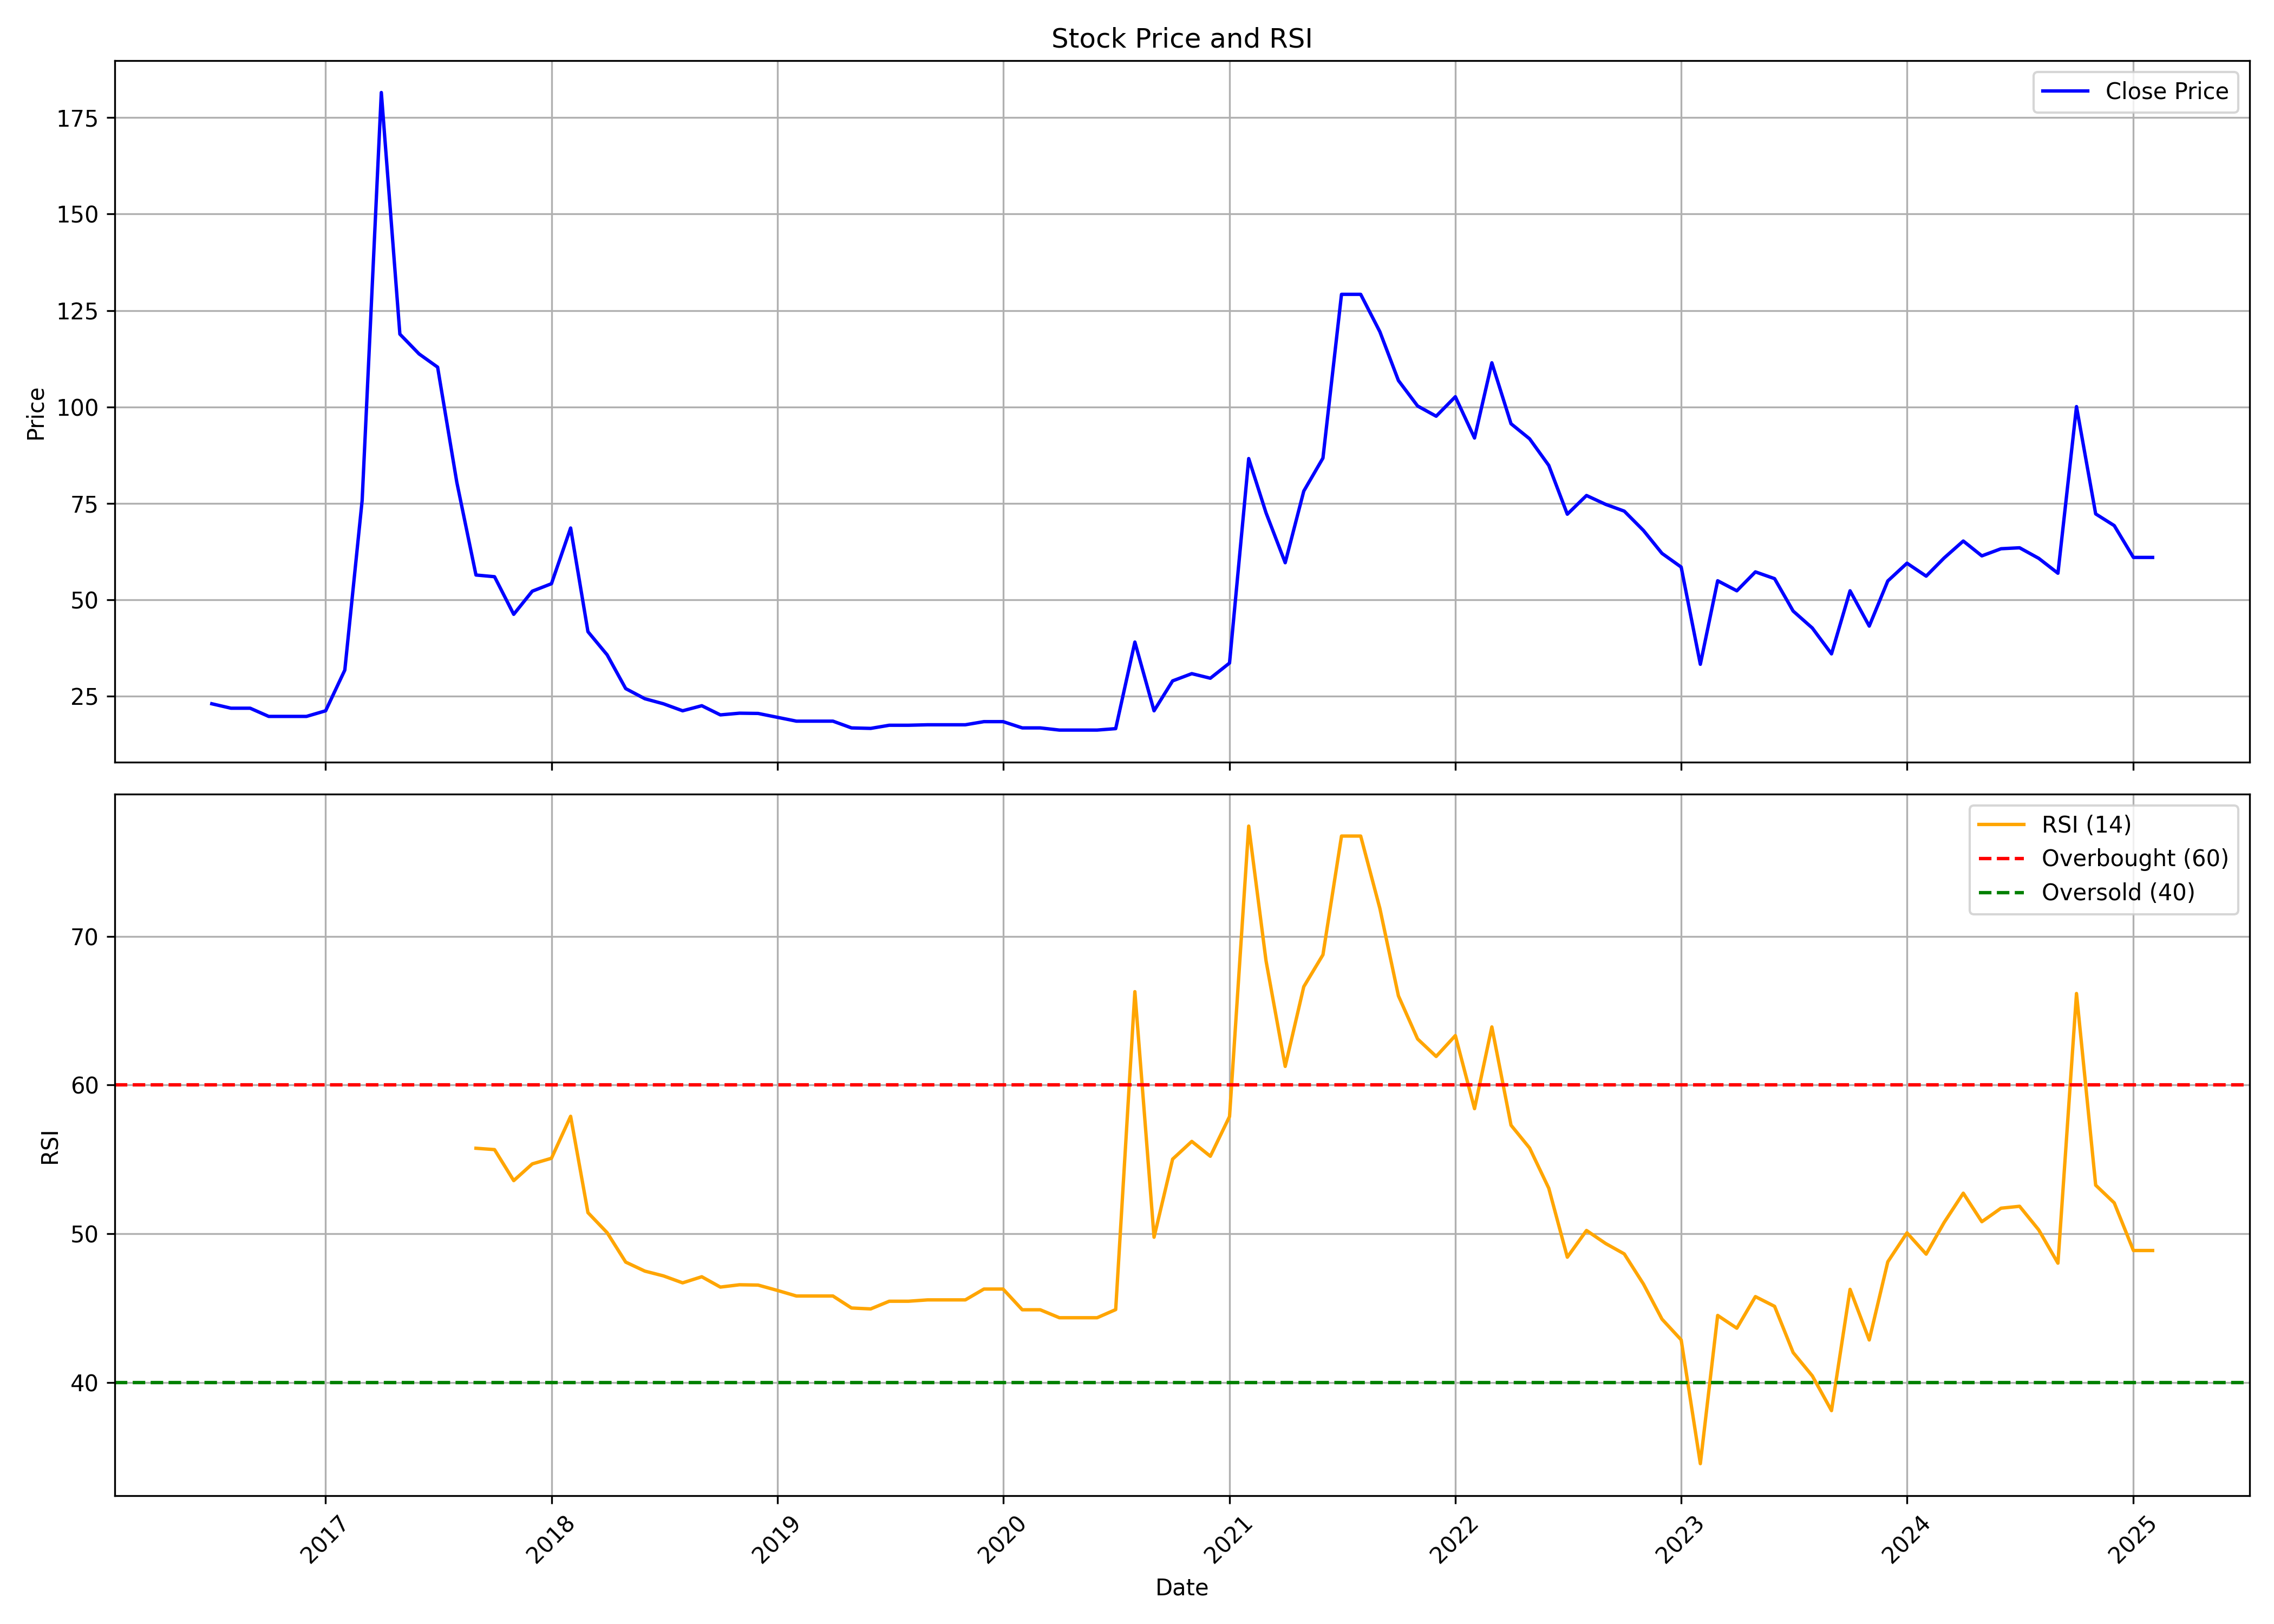 Stock Price and RSI
Close Price
175
150
125
100
75
50
25
Price
RSI (14)
Overbought (60)
Oversold (40)
70
60
50
40
RSI
2017
2018
2019
2020
2021
2022
2023
2024
2025
Date